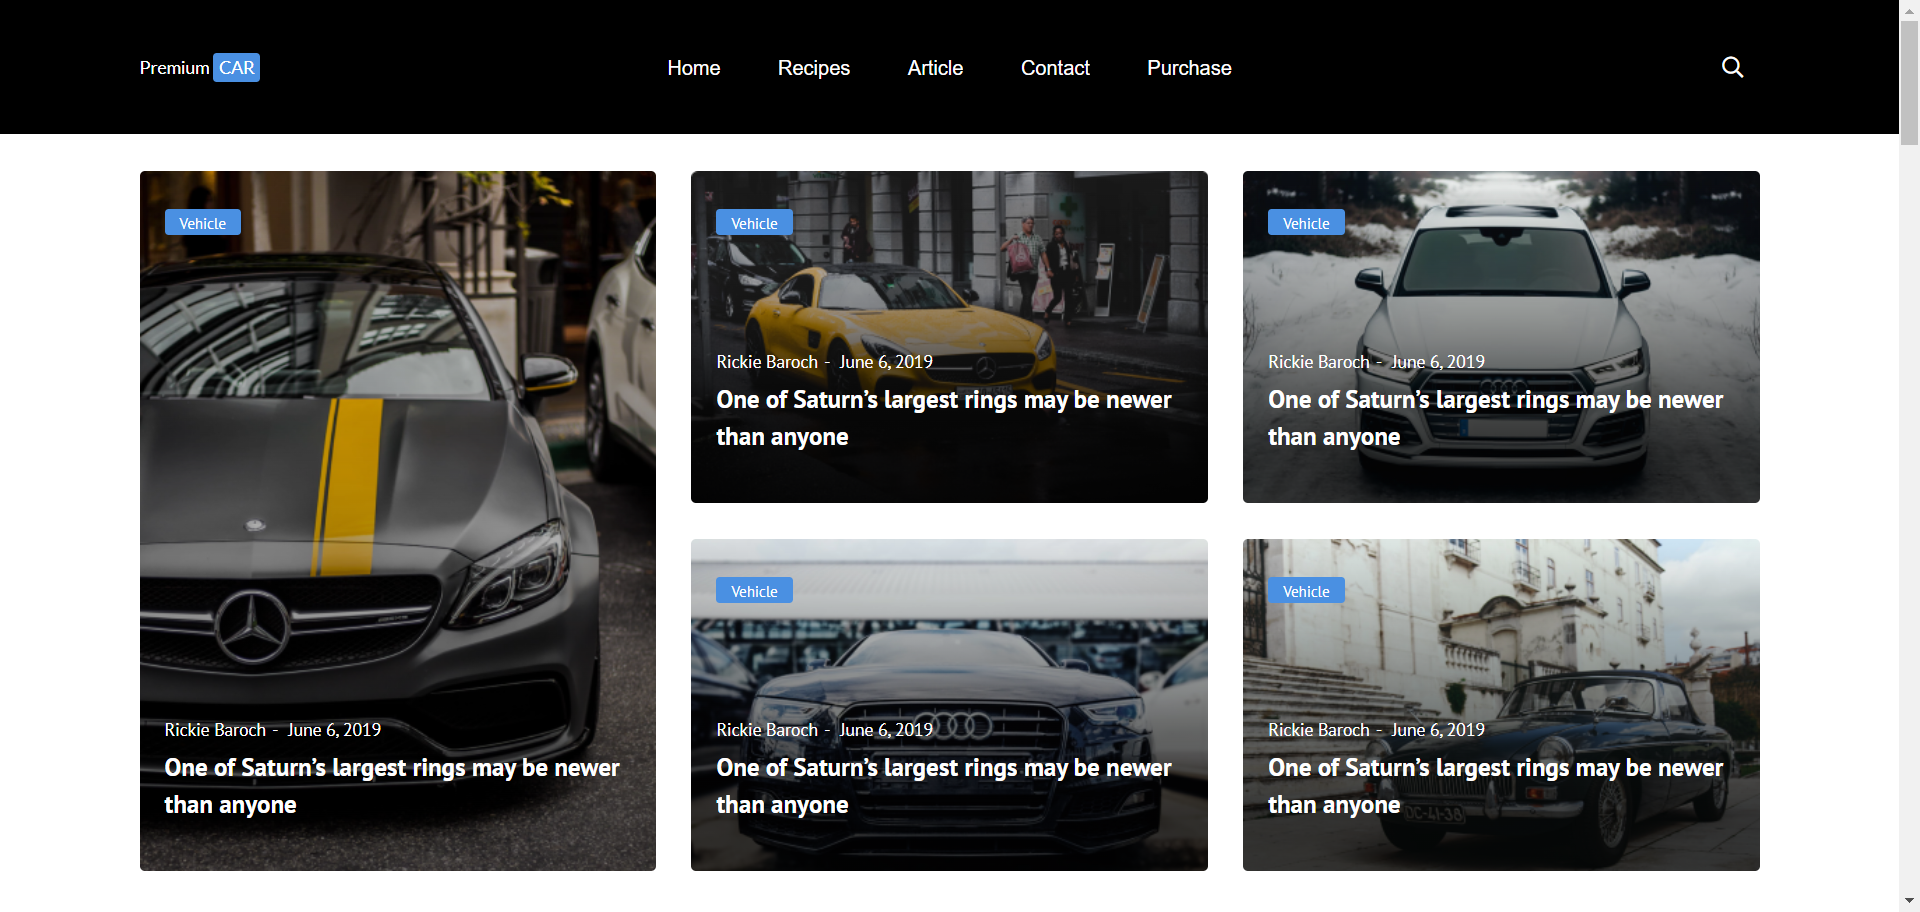 Premium CAR
Home Recipes Article Contact Purchase
Vehicle
Rickie Baroch - June 6, 2019
One of Saturn’s largest rings may be newer
than anyone
Vehicle
Rickie Baroch - June 6, 2019
One of Saturn’s largest rings may be newer
than anyone
Vehicle
Rickie Baroch - June 6, 2019
One of Saturn’s largest rings may be newer
than anyone
Vehicle
Rickie Baroch - June 6, 2019
One of Saturn’s largest rings may be newer
than anyone
Vehicle
Rickie Baroch - June 6, 2019
One of Saturn’s largest rings may be newer
than anyone
DC-41-38